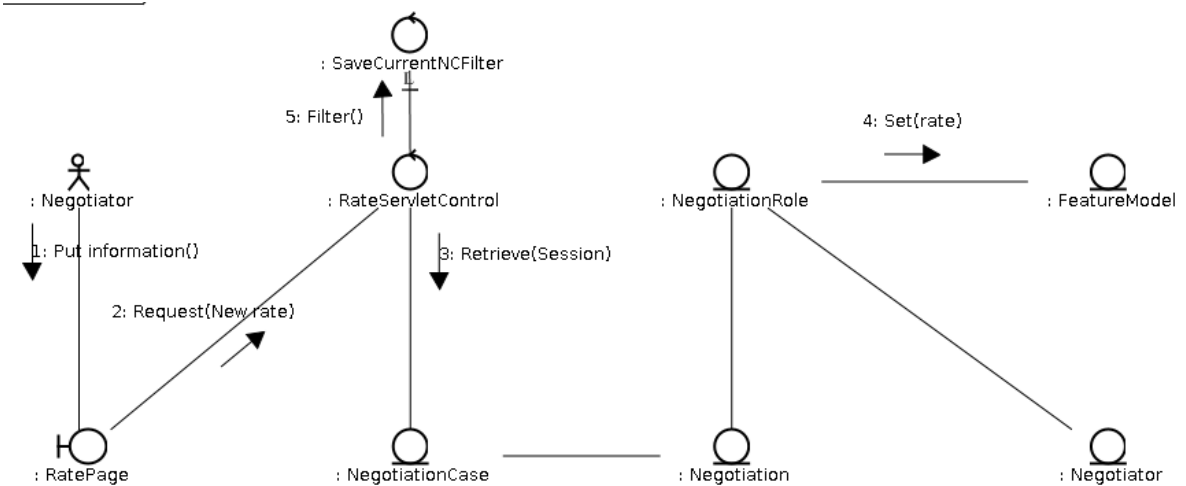 : SaveCurrentNCFilter
L
5: Filter()
4: Set(rate)
: Negotiator
: RateServletControl
: NegotiationRole
: FeatureModel
1: Put information()
3: Retrieve(Session)
2: Request(New rate)
: RatePage
: NegotiationCase
: Negotiation
: Negotiator